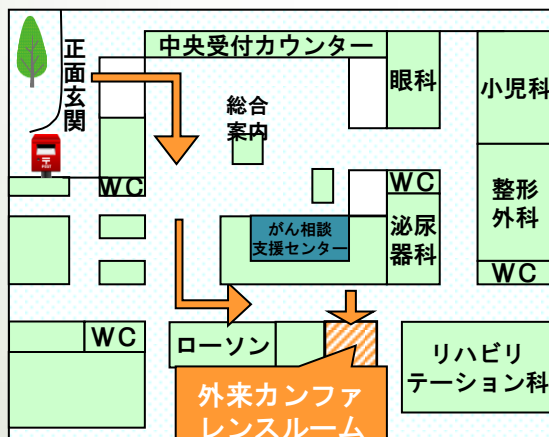 正面玄関
中央受付カウンター
眼科
小児科
総合
案内
WC
WC
整形
外科
がん相談
支援センター
泌尿
器科
WC
WC
ローソン
リハビリ
テーション科
外来カンファ
レンスルーム